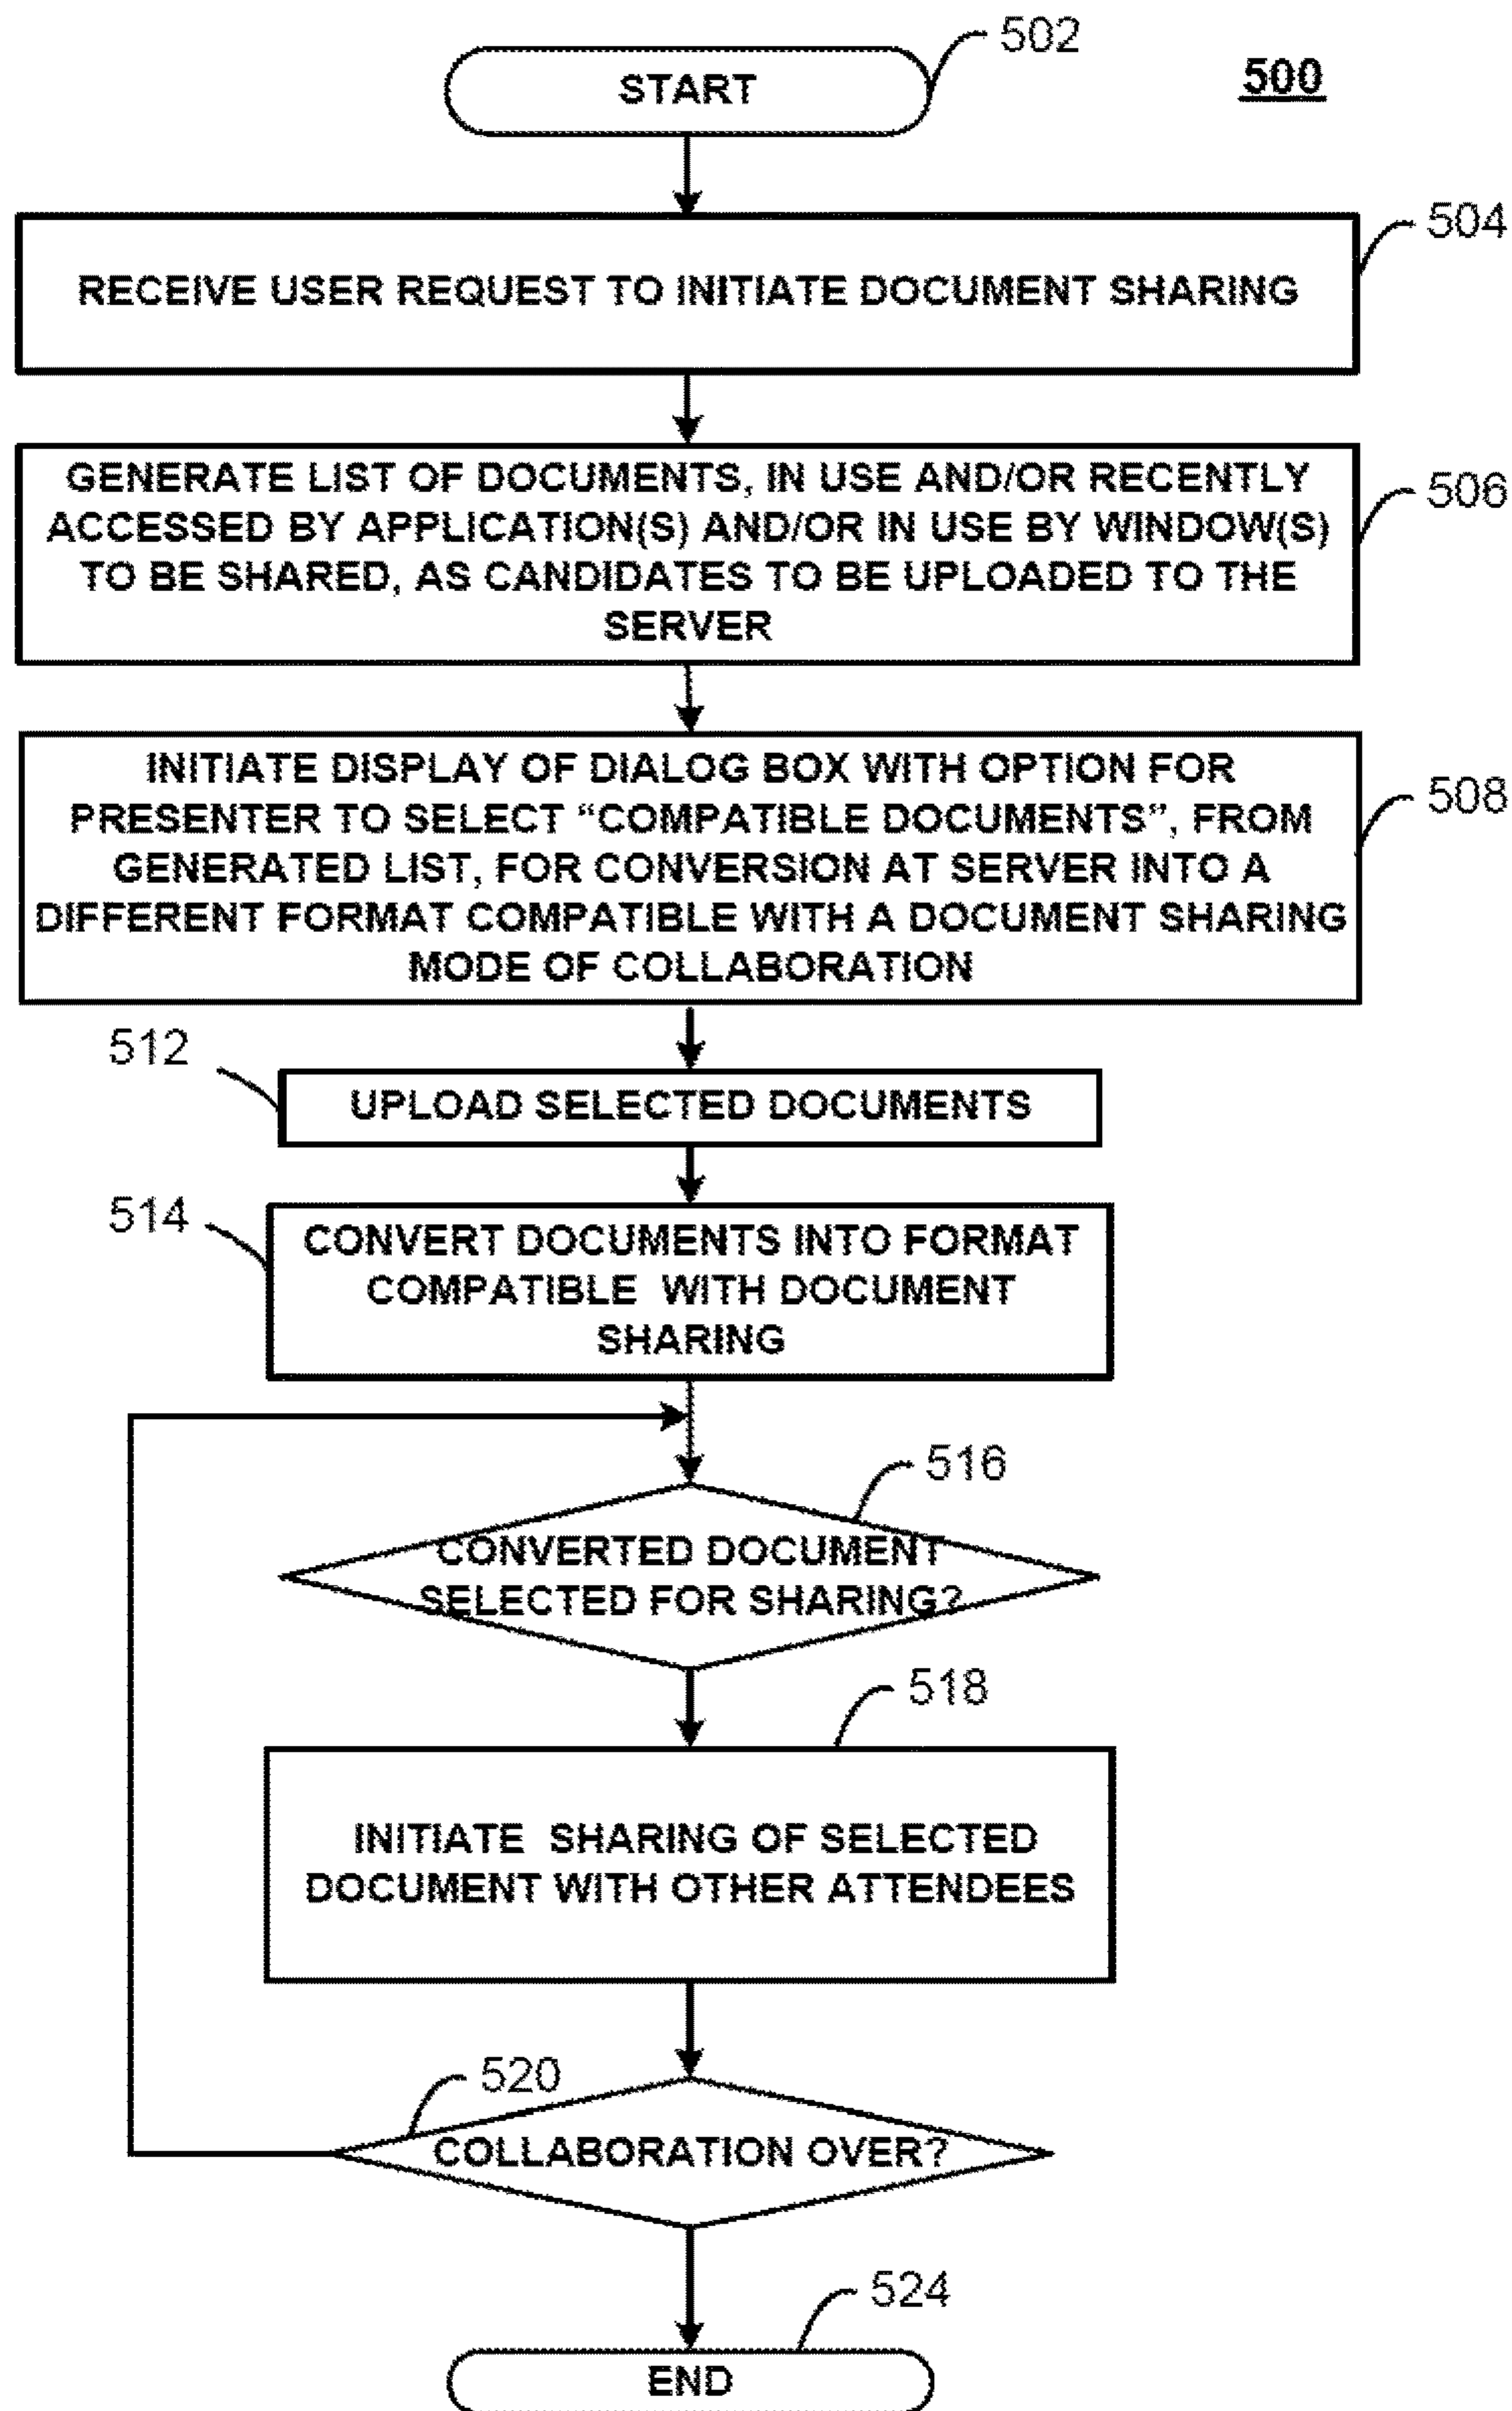 502
START
500
504
RECEIVE USER REQUEST TO INITIATE DOCUMENT SHARING
GENERATE LIST OF DOCUMENTS, IN USE AND/OR RECENTLY
ACCESSED BY APPLICATION(S) AND/OR IN USE BY WINDOW(S)
TO BE SHARED, AS CANDIDATES TO BE UPLOADED TO THE
SERVER
506
INITIATE DISPLAY OF DIALOG BOX WITH OPTION FOR
PRESENTER TO SELECT “COMPATIBLE DOCUMENTS”, FROM
GENERATED LIST, FOR CONVERSION AT SERVER INTO A
DIFFERENT FORMAT COMPATIBLE WITH A DOCUMENT SHARING
MODE OF COLLABORATION
508
512
UPLOAD SELECTED DOCUMENTS
514
CONVERT DOCUMENTS INTO FORMAT
COMPATIBLE WITH DOCUMENT
SHARING
516
CONVERTED DOCUMENT
SELECTED FOR SHARING?
518
INITIATE SHARING OF SELECTED
DOCUMENT WITH OTHER ATTENDEES
520
COLLABORATION OVER?
524
END